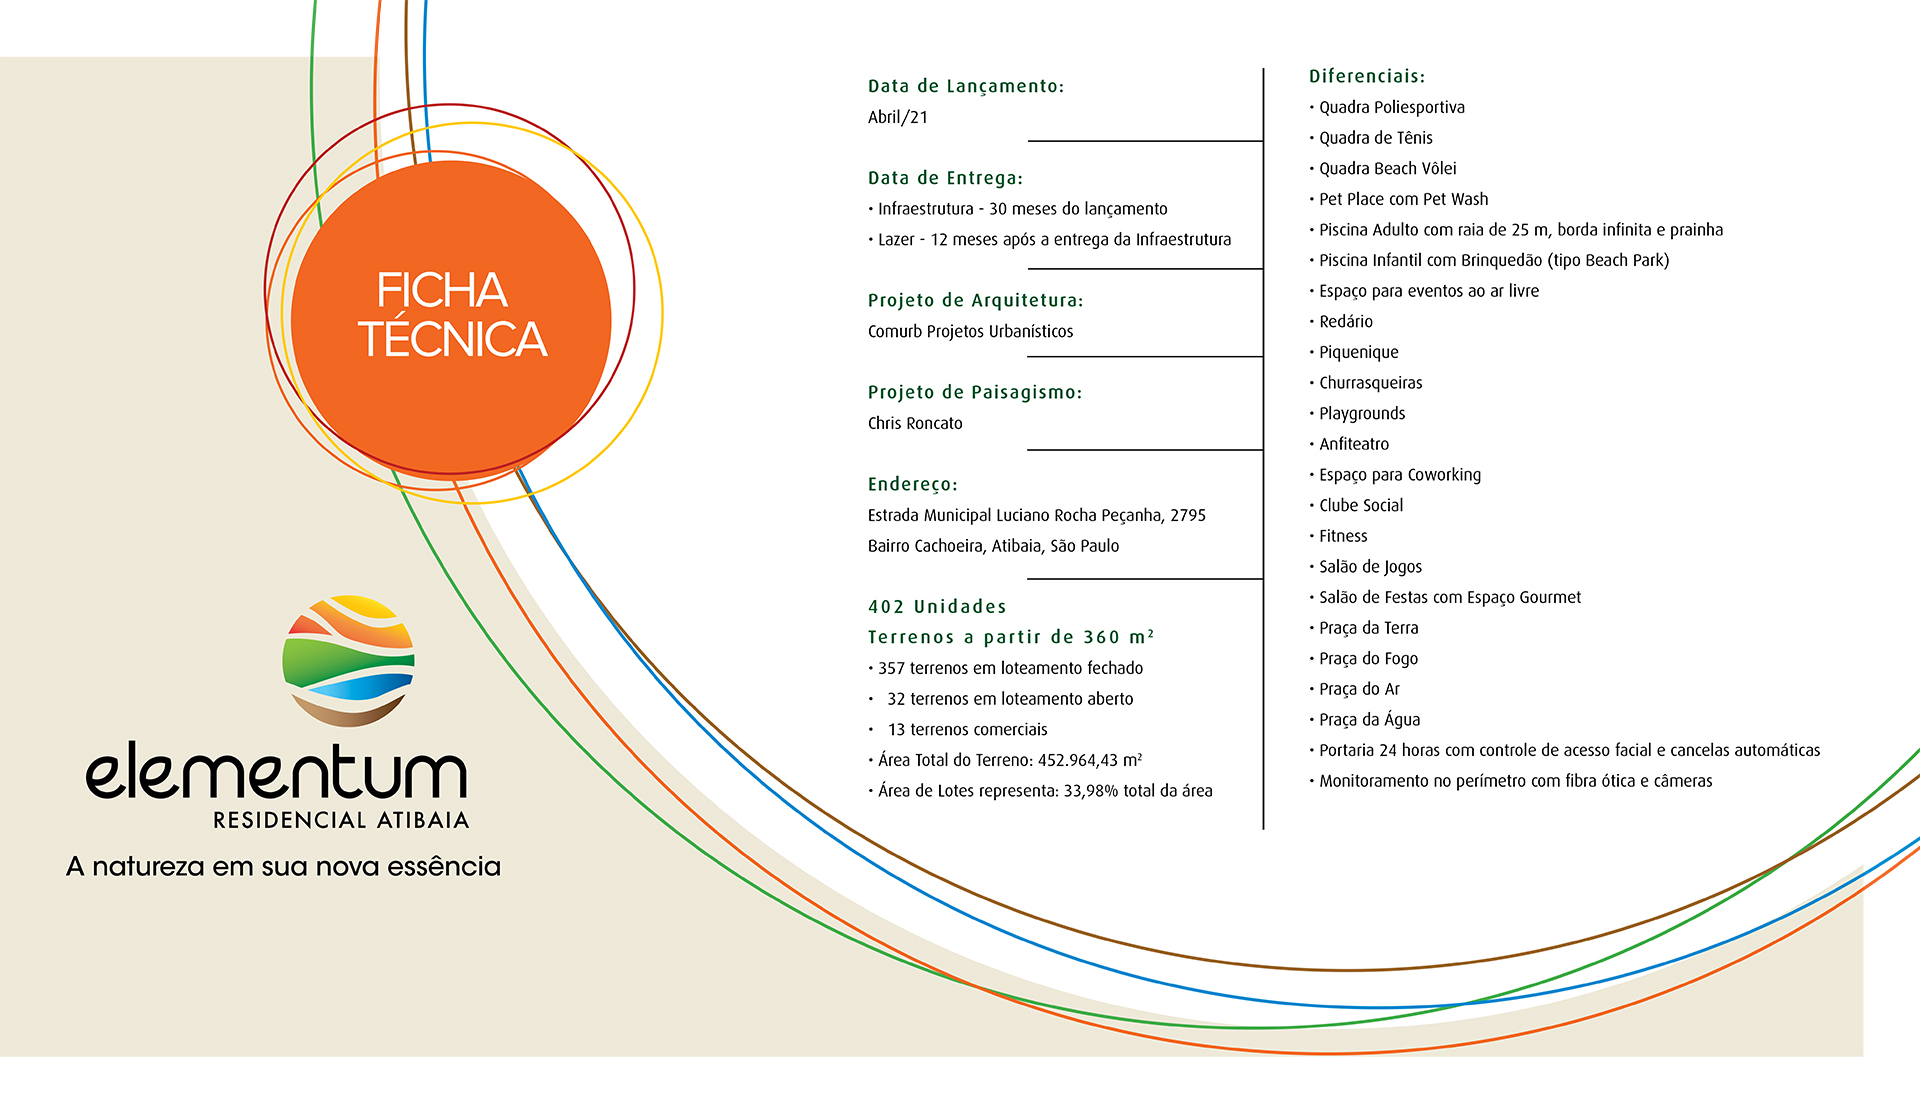 FICHA
TÉCNICA
elementum
RESIDENCIAL ATIBAIA
A natureza em sua nova essência
Data de Lançamento:
Abril/21
Data de Entrega:
• Infraestrutura - 30 meses do lançamento
• Lazer - 12 meses após a entrega da Infraestrutura
Projeto de Arquitetura:
Comurb Projetos Urbanísticos
Projeto de Paisagismo:
Chris Roncato
Endereço:
Estrada Municipal Luciano Rocha Peçanha, 2795
Bairro Cachoeira, Atibaia, São Paulo
402 Unidades
Terrenos a partir de 360 m²
• 357 terrenos em loteamento fechado
• 32 terrenos em loteamento aberto
• 13 terrenos comerciais
• Área Total do Terreno: 452.964,43 m²
• Área de Lotes representa: 33,98% total da área
Diferenciais:
• Quadra Poliesportiva
• Quadra de Tênis
• Quadra Beach Vôlei
• Pet Place com Pet Wash
• Piscina Adulto com raia de 25 m, borda infinita e prainha
• Piscina Infantil com Brinquedão (tipo Beach Park)
• Espaço para eventos ao ar livre
• Redário
• Piquenique
• Churrasqueiras
• Playgrounds
• Anfiteatro
• Espaço para Coworking
• Clube Social
• Fitness
• Salão de Jogos
• Salão de Festas com Espaço Gourmet
• Praça da Terra
• Praça do Fogo
• Praça do Ar
• Praça da Água
• Portaria 24 horas com controle de acesso facial e cancelas automáticas
• Monitoramento no perímetro com fibra ótica e câmeras